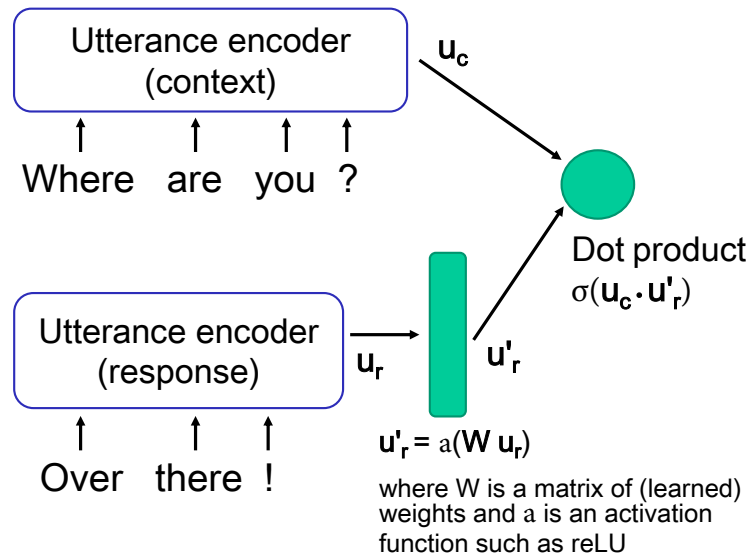 Utterance encoder
(context)
u_c
Where are you ?
Dot product
σ(u_c · u'_r)
Utterance encoder
(response)
u_r
u'_r
Over there !
u'_r = a(W u_r)
where W is a matrix of (learned)
weights and a is an activation
function such as reLU